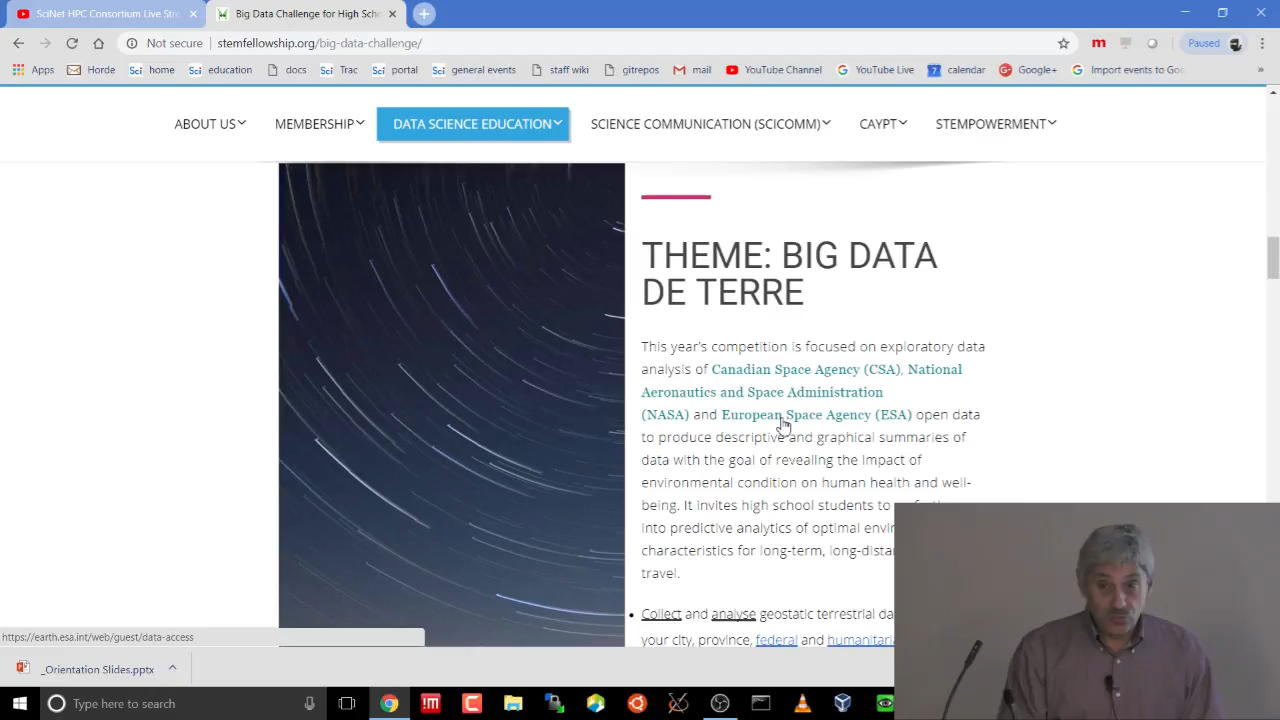 SciNet HPC Consortium Live Stre
Big Data Challenge for High Sch
Not secure
stemfellowship.org/big-data-challenge/
Paused
Apps
Horde
home
education
docs
Trac
portal
general events
staff wiki
gitrepos
mail
YouTube Channel
YouTube Live
calendar
Google+
Import events to Goo
ABOUT US
MEMBERSHIP
DATA SCIENCE EDUCATION
SCIENCE COMMUNICATION (SCICOMM)
CAYPT
STEMPOWERMENT
THEME: BIG DATA
DE TERRE
This year's competition is focused on exploratory data
analysis of Canadian Space Agency (CSA), National
Aeronautics and Space Administration
(NASA) and European Space Agency (ESA) open data
to produce descriptive and graphical summaries of
data with the goal of revealing the impact of
environmental condition on human health and well-
being. It invites high school students to
into predictive analytics of optimal
characteristics for long-term,
travel.
• Collect and analyse geostatic terrestrial
your city, province, federal and
https://earth.esa.int/web/guest/data-access
_Orientation Slides.pptx
Type here to search